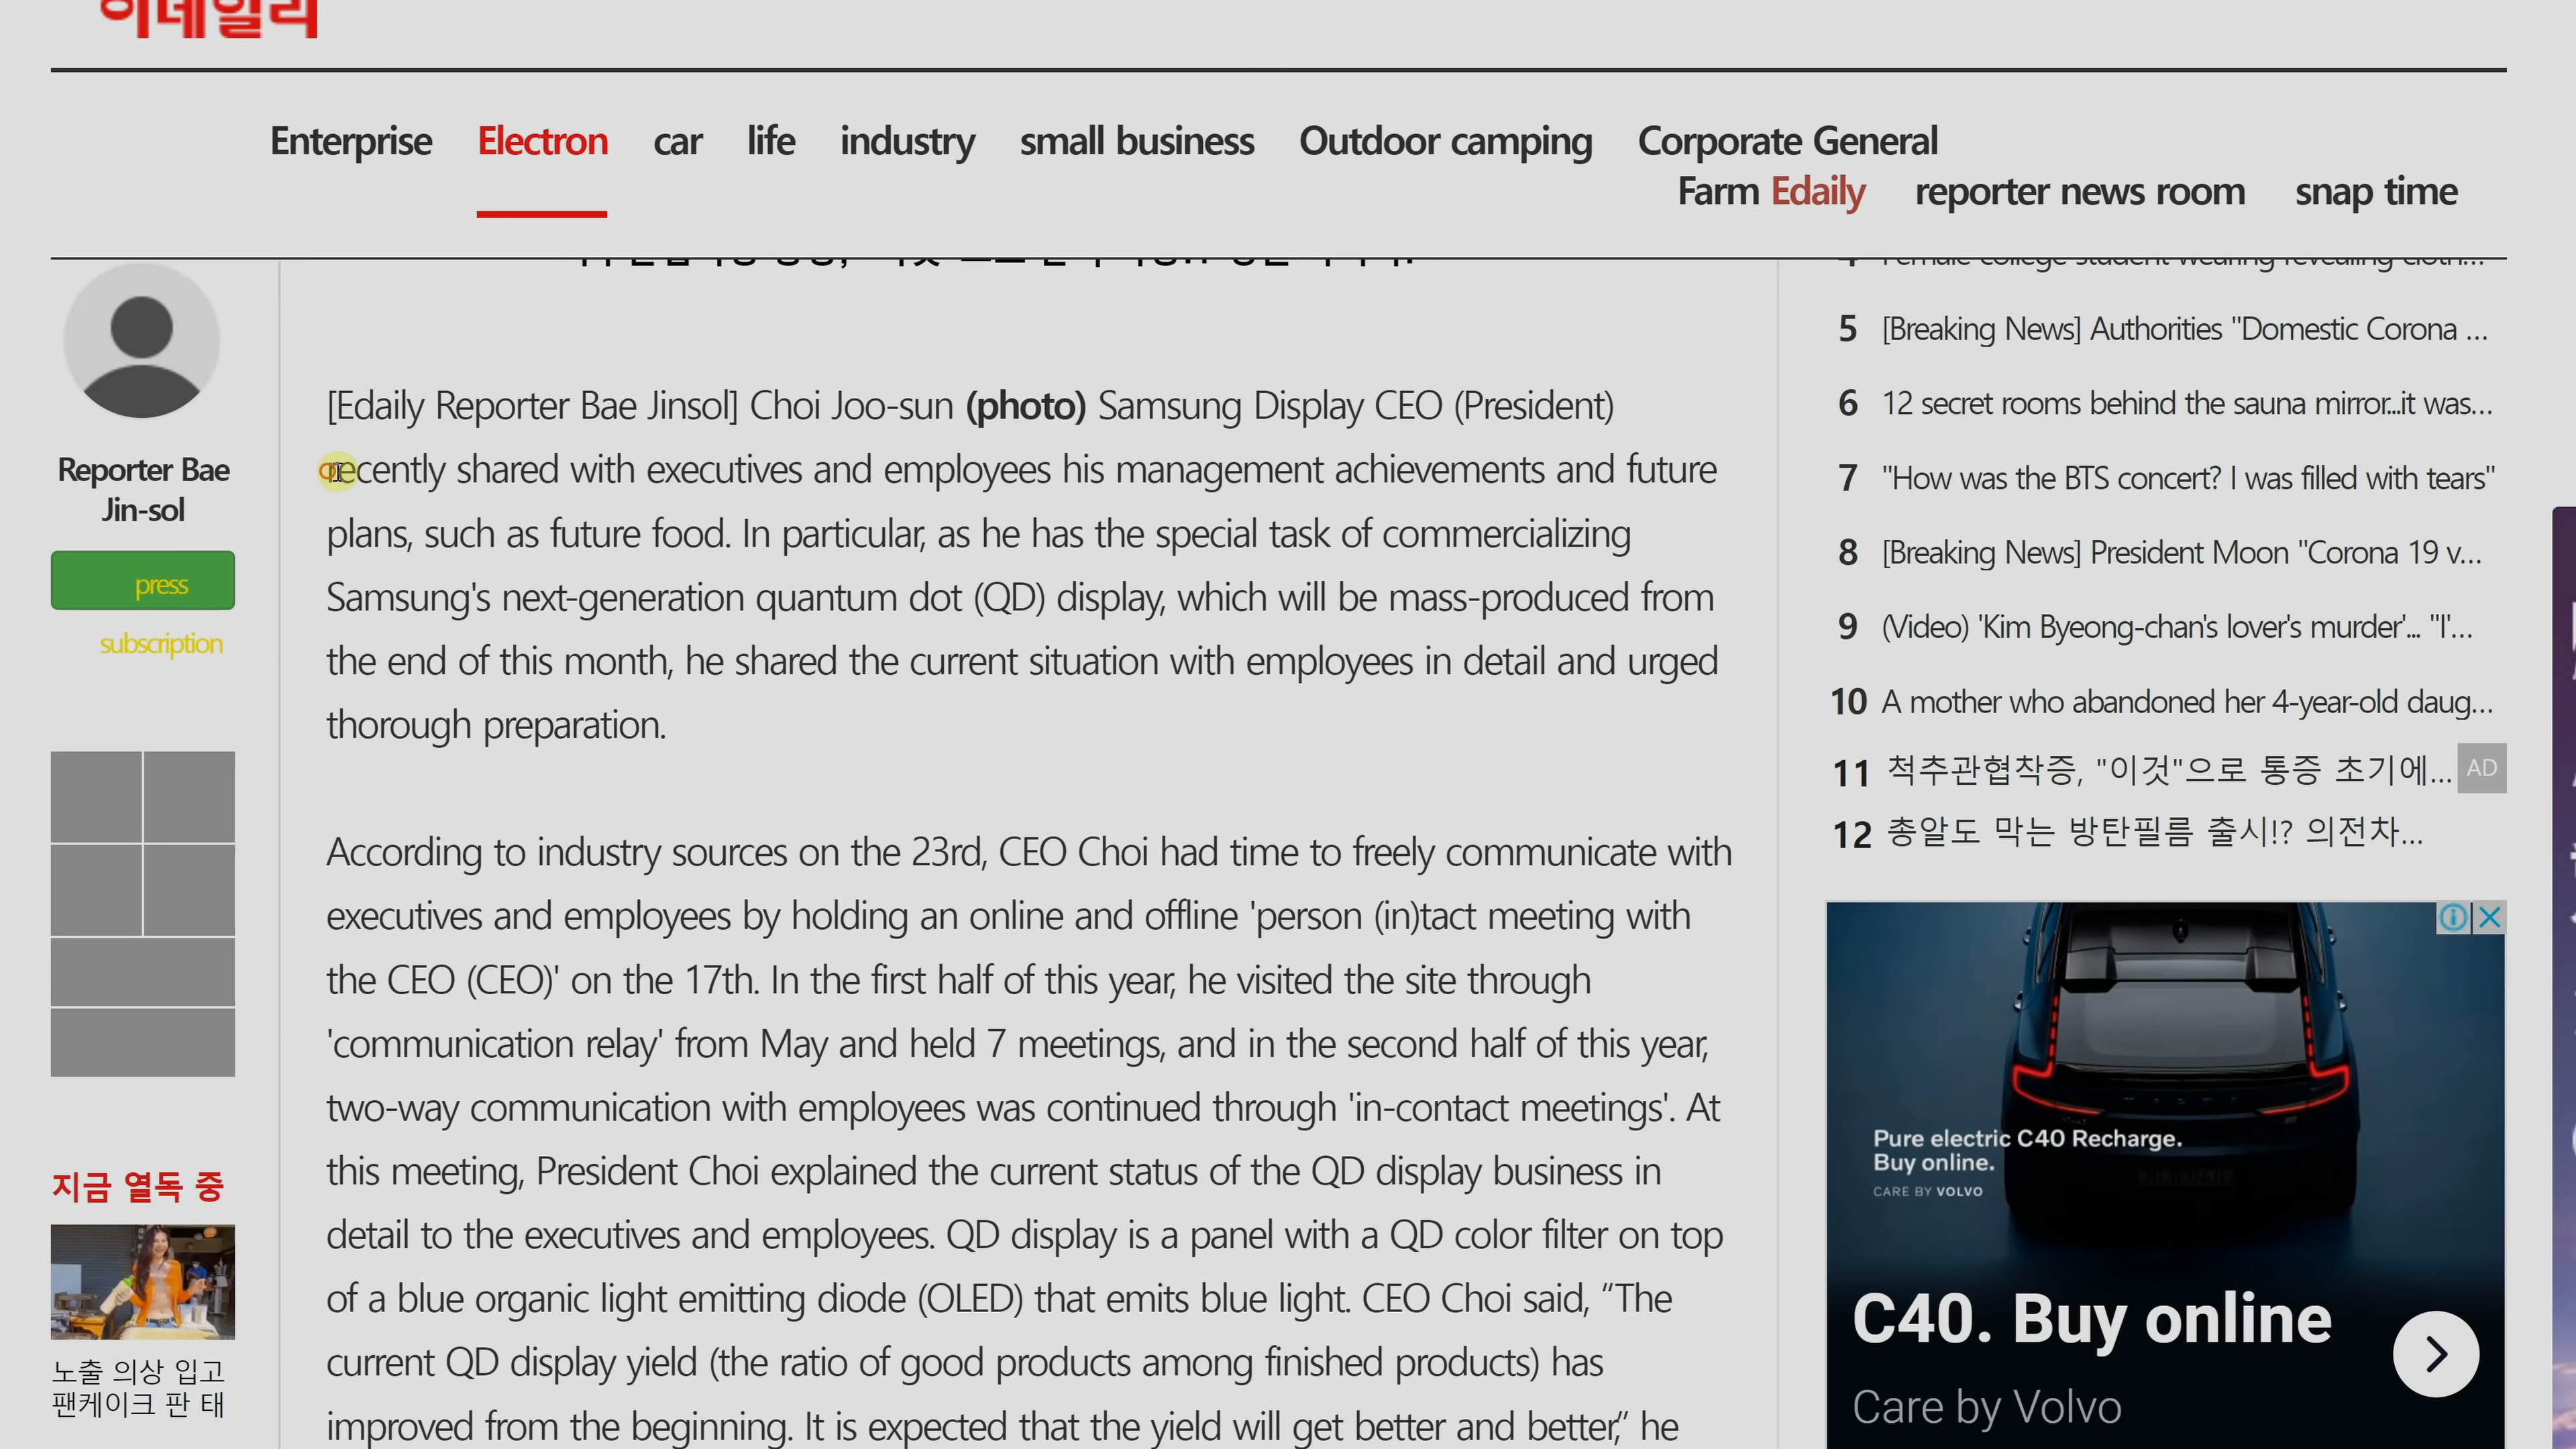 이데일리
Enterprise Electron car life industry small business Outdoor camping Corporate General
Farm Edaily reporter news room snap time
Reporter Bae
Jin-sol
press
subscription
지금 열독 중
노출 의상 입고
팬케이크 판 태
[Edaily Reporter Bae Jinsol] Choi Joo-sun (photo) Samsung Display CEO (President)
recently shared with executives and employees his management achievements and future
plans, such as future food. In particular, as he has the special task of commercializing
Samsung's next-generation quantum dot (QD) display, which will be mass-produced from
the end of this month, he shared the current situation with employees in detail and urged
thorough preparation.
According to industry sources on the 23rd, CEO Choi had time to freely communicate with
executives and employees by holding an online and offline 'person (in)tact meeting with
the CEO (CEO)' on the 17th. In the first half of this year, he visited the site through
'communication relay' from May and held 7 meetings, and in the second half of this year,
two-way communication with employees was continued through 'in-contact meetings'. At
this meeting, President Choi explained the current status of the QD display business in
detail to the executives and employees. QD display is a panel with a QD color filter on top
of a blue organic light emitting diode (OLED) that emits blue light. CEO Choi said, “The
current QD display yield (the ratio of good products among finished products) has
improved from the beginning. It is expected that the yield will get better and better,” he
4 Female college student wearing revealing cloth...
5 [Breaking News] Authorities "Domestic Corona ...
6 12 secret rooms behind the sauna mirror...it was...
7 "How was the BTS concert? I was filled with tears"
8 [Breaking News] President Moon "Corona 19 v...
9 (Video) 'Kim Byeong-chan's lover's murder'... "I'...
10 A mother who abandoned her 4-year-old daug...
11 척추관협착증, "이것"으로 통증 초기에... AD
12 총알도 막는 방탄필름 출시!? 의전차...
Pure electric C40 Recharge.
Buy online.
CARE BY VOLVO
C40. Buy online
Care by Volvo